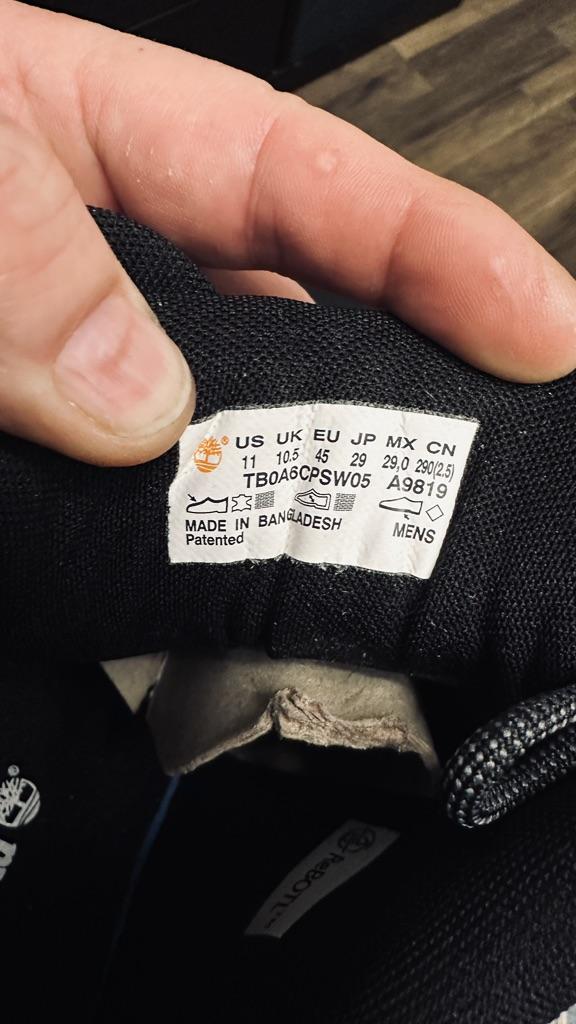 US UK EU JP MX CN
11 10.5 45 29 29,0 290(2.5)
TB0A6CPSW05 A9819
MADE IN BANGLADESH
Patented
MENS
ReBOTL™